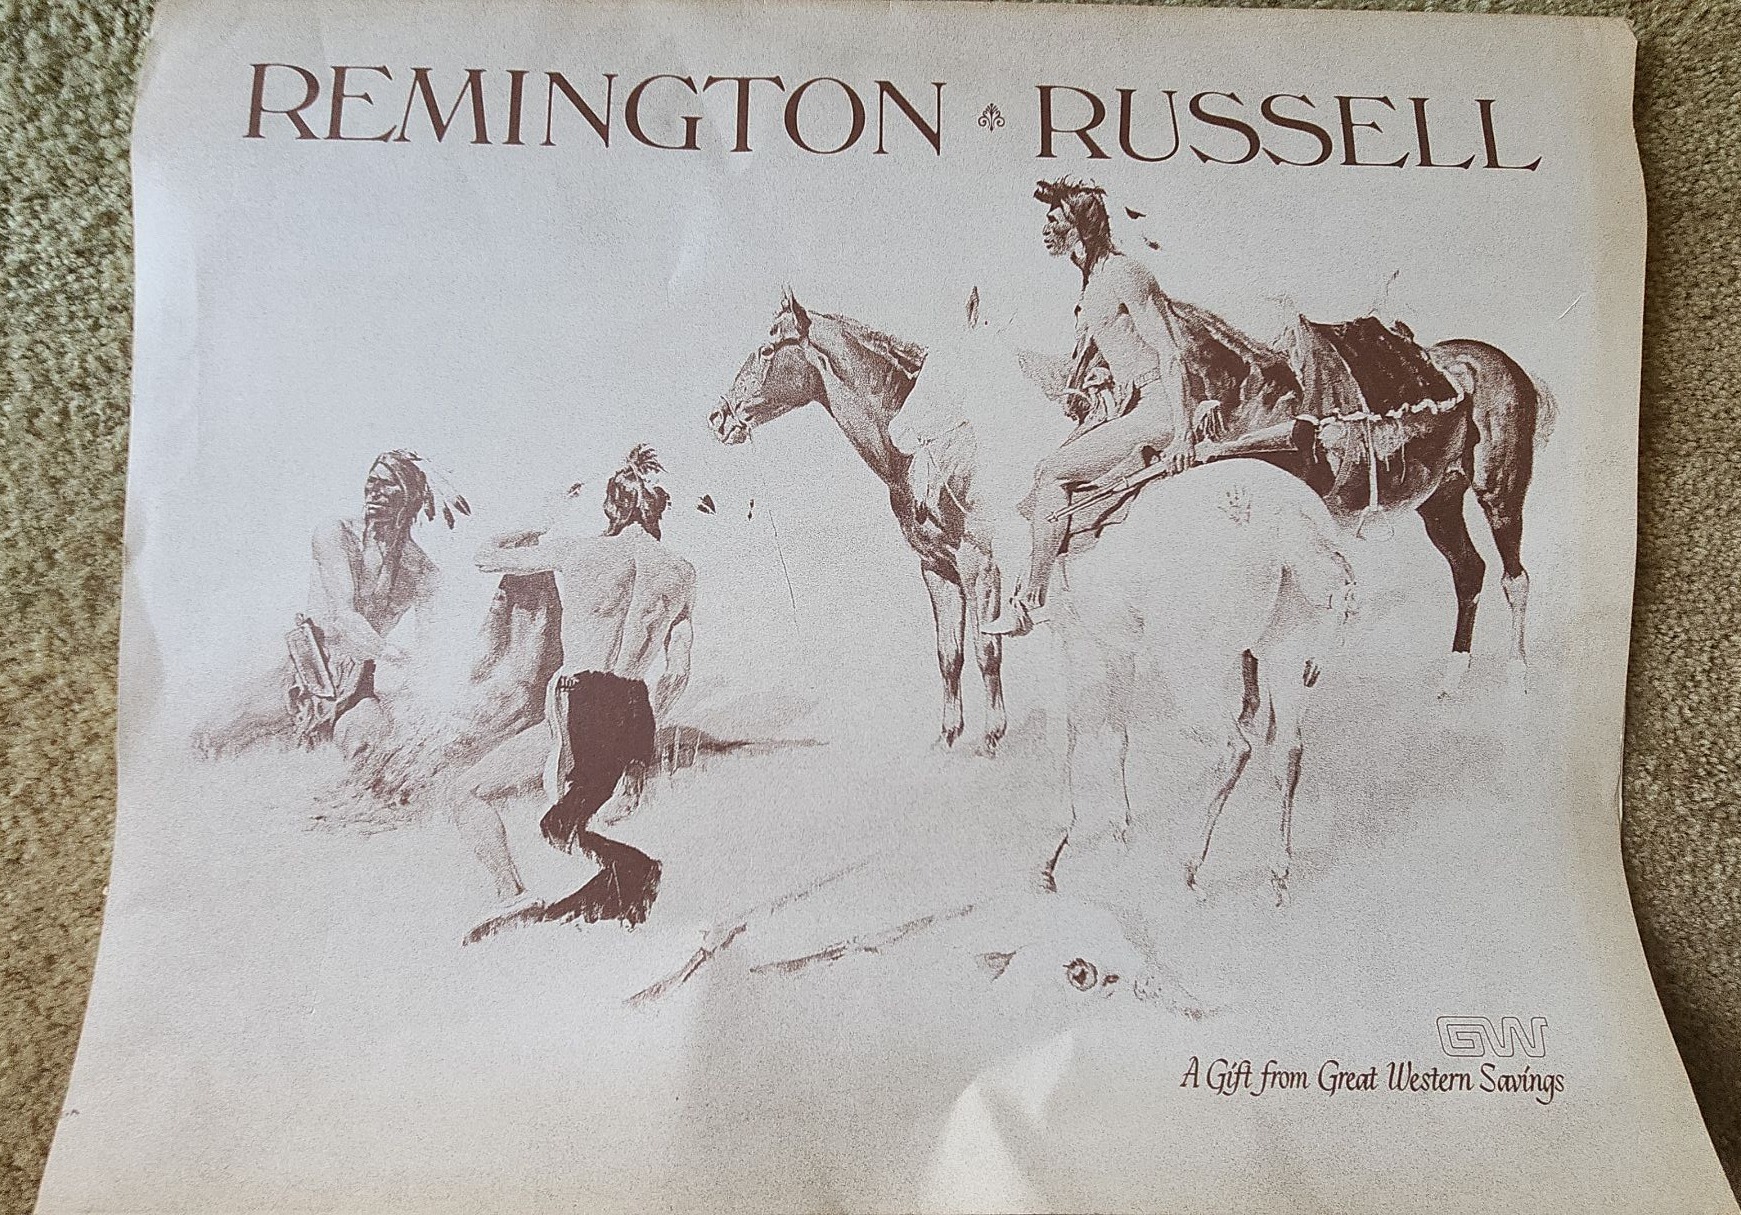 REMINGTON RUSSELL
GW
A Gift from Great Western Savings